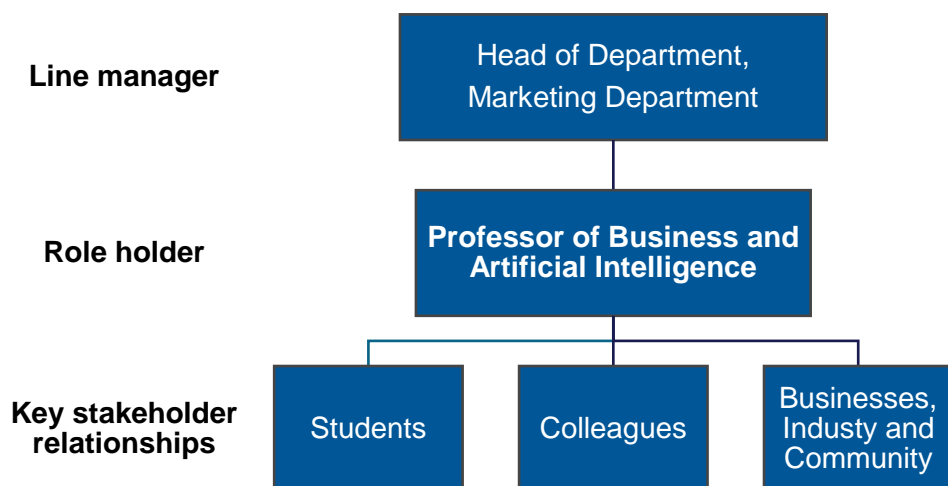 Line manager
Head of Department,
Marketing Department
Role holder
Professor of Business and
Artificial Intelligence
Key stakeholder
relationships
Students
Colleagues
Businesses,
Industy and
Community